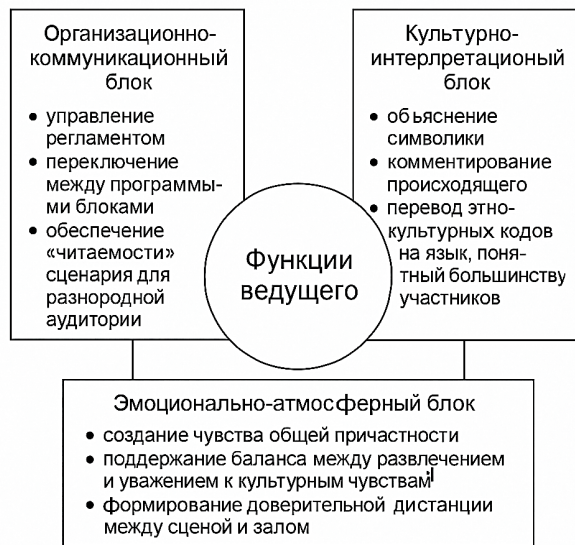 Организационно-
коммуникационный
блок
• управление
регламентом
• переключение
между программы-
ми блоками
• обеспечение
«читаемости»
сценария для
разнородной
аудитории
Культурно-
интерлретационый
блок
• обьяснение
символики
• комментирование
происходящего
• перевод этно-
культурных кодов
на язык, поня-
тный большинству
участников
Функции
ведущего
Эмоционально-атмосферный блок
• создание чувства общей причастности
• поддержание баланса между развлечением
и уважением к культурным чувствам
• формирование доверительной дистанции
между сценой и залом